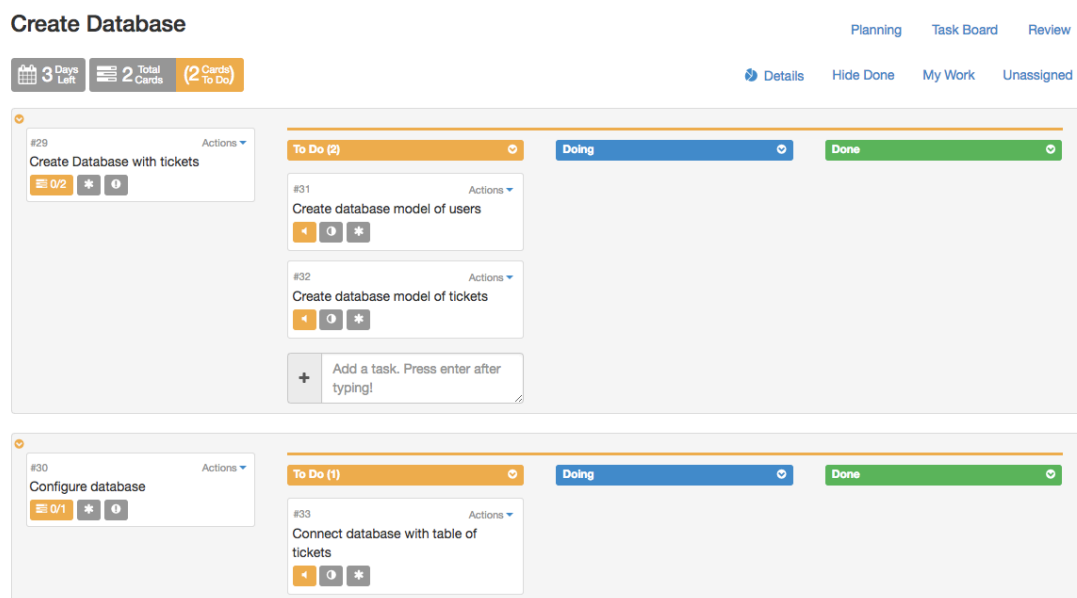 Create Database
Planning Task Board Review
3 Days Left 2 Total Cards (2 Cards To Do)
Details Hide Done My Work Unassigned
#29 Actions
Create Database with tickets
0/2
To Do (2) Doing Done
#31 Actions
Create database model of users
#32 Actions
Create database model of tickets
+ Add a task. Press enter after
typing!
#30 Actions
Configure database
0/1
To Do (1) Doing Done
#33 Actions
Connect database with table of
tickets